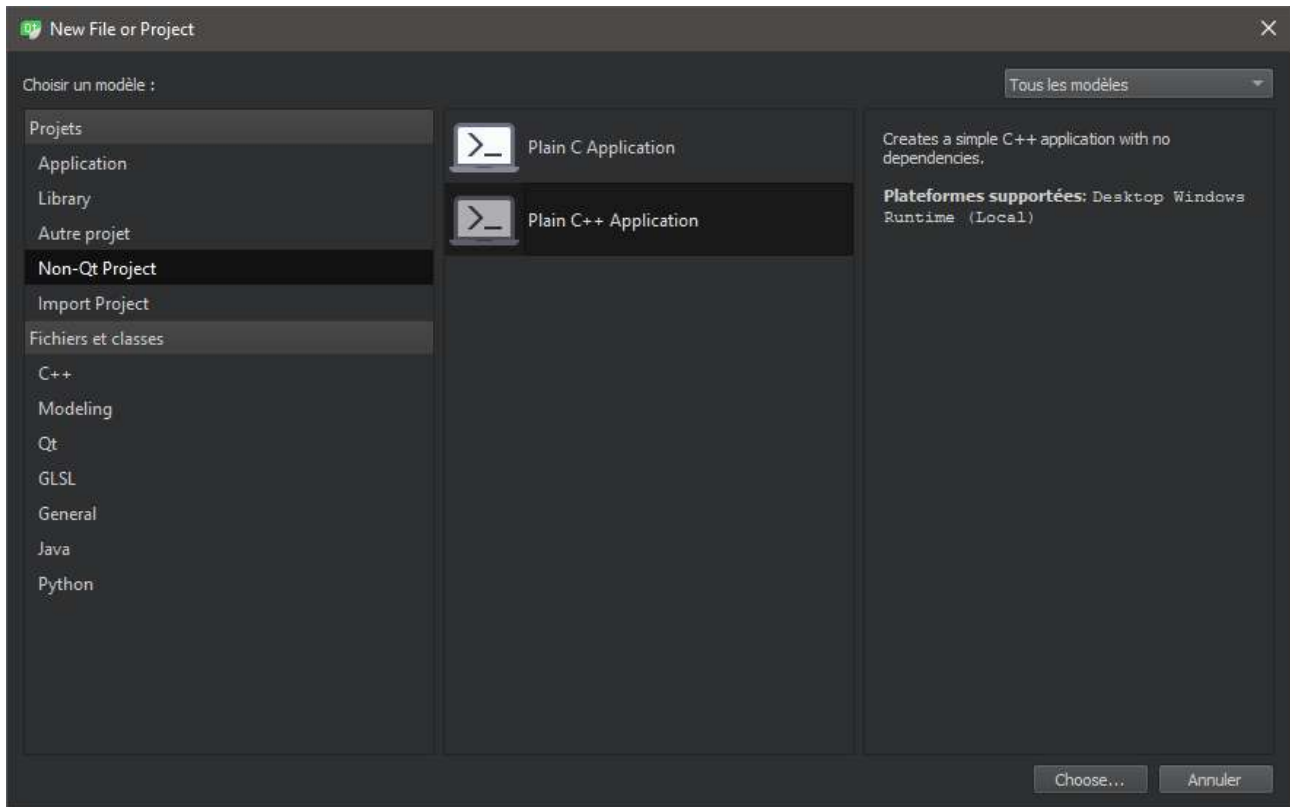 New File or Project
Choisir un modèle :
Tous les modèles
Projets
Application
Library
Autre projet
Non-Qt Project
Import Project
Fichiers et classes
C++
Modeling
Qt
GLSL
General
Java
Python
Plain C Application
Plain C++ Application
Creates a simple C++ application with no
dependencies.
Plateformes supportées: Desktop Windows
Runtime (Local)
Choose...
Annuler